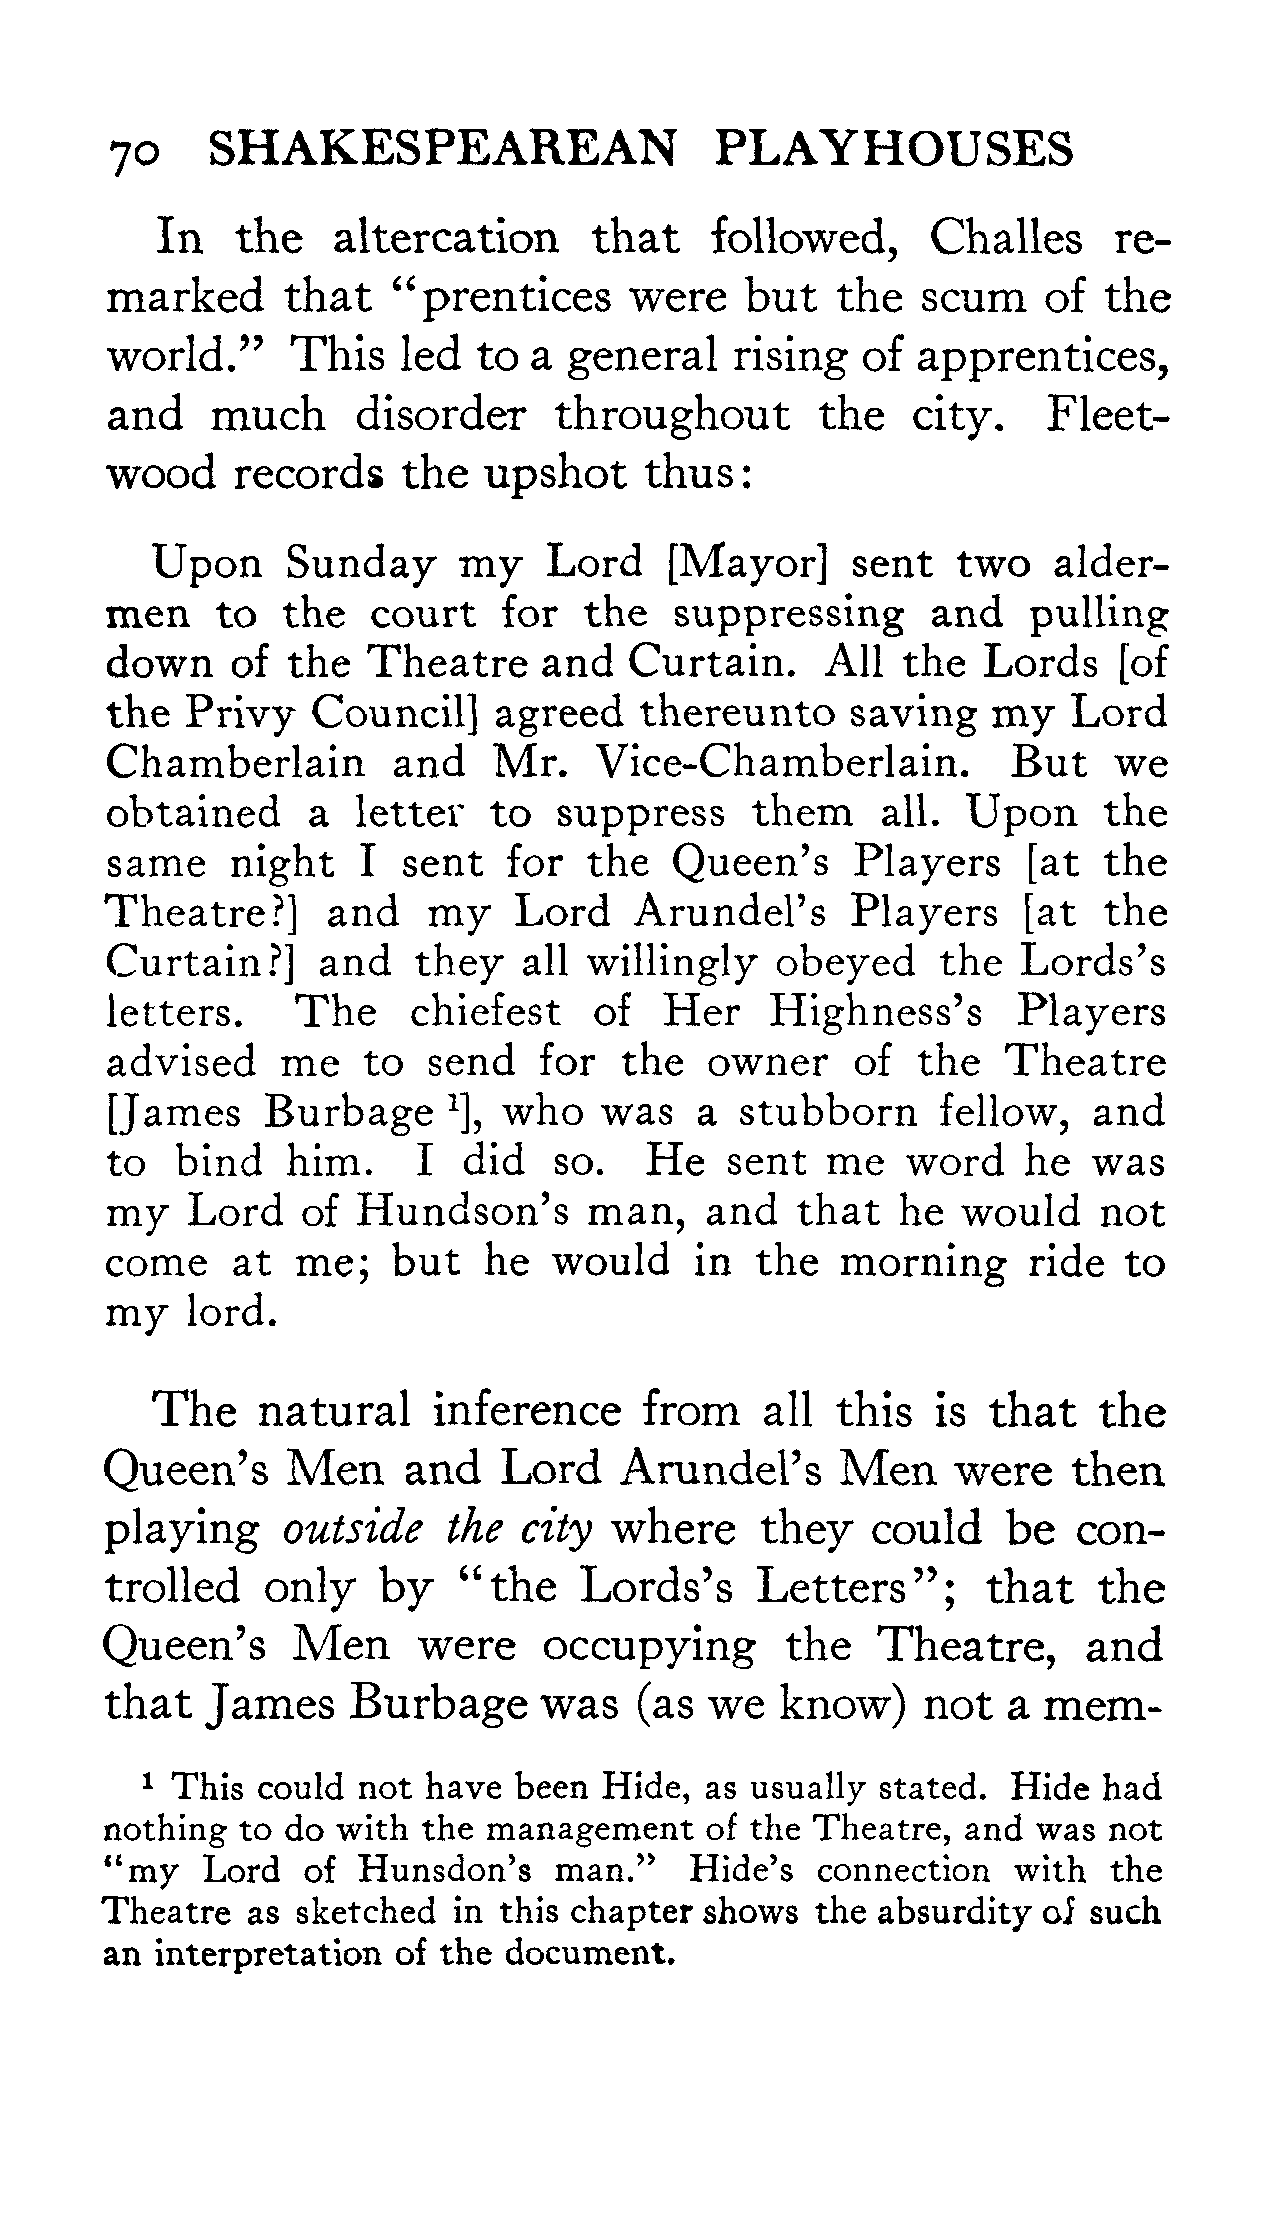 70 SHAKESPEAREAN PLAYHOUSES
In the altercation that followed, Challes re-
marked that “prentices were but the scum of the
world.” This led to a general rising of apprentices,
and much disorder throughout the city. Fleet-
wood records the upshot thus:
Upon Sunday my Lord [Mayor] sent two alder-
men to the court for the suppressing and pulling
down of the Theatre and Curtain. All the Lords [of
the Privy Council] agreed thereunto saving my Lord
Chamberlain and Mr. Vice-Chamberlain. But we
obtained a letter to suppress them all. Upon the
same night I sent for the Queen’s Players [at the
Theatre?] and my Lord Arundel’s Players [at the
Curtain?] and they all willingly obeyed the Lords’s
letters. The chiefest of Her Highness’s Players
advised me to send for the owner of the Theatre
[James Burbage ¹], who was a stubborn fellow, and
to bind him. I did so. He sent me word he was
my Lord of Hundson’s man, and that he would not
come at me; but he would in the morning ride to
my lord.
The natural inference from all this is that the
Queen’s Men and Lord Arundel’s Men were then
playing outside the city where they could be con-
trolled only by “the Lords’s Letters”; that the
Queen’s Men were occupying the Theatre, and
that James Burbage was (as we know) not a mem-
¹ This could not have been Hide, as usually stated. Hide had
nothing to do with the management of the Theatre, and was not
“my Lord of Hunsdon’s man.” Hide’s connection with the
Theatre as sketched in this chapter shows the absurdity of such
an interpretation of the document.